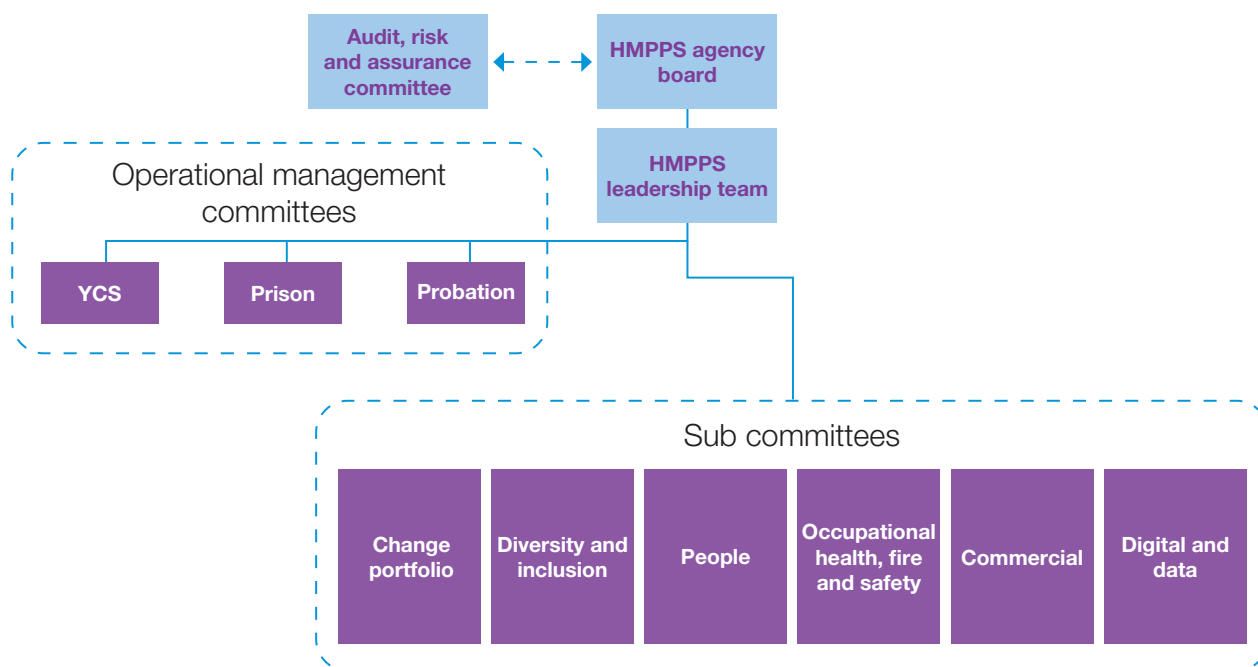 Audit, risk
and assurance
committee
HMPPS agency
board
HMPPS
leadership team
Operational management
committees
YCS
Prison
Probation
Sub committees
Change
portfolio
Diversity and
inclusion
People
Occupational
health, fire
and safety
Commercial
Digital and
data